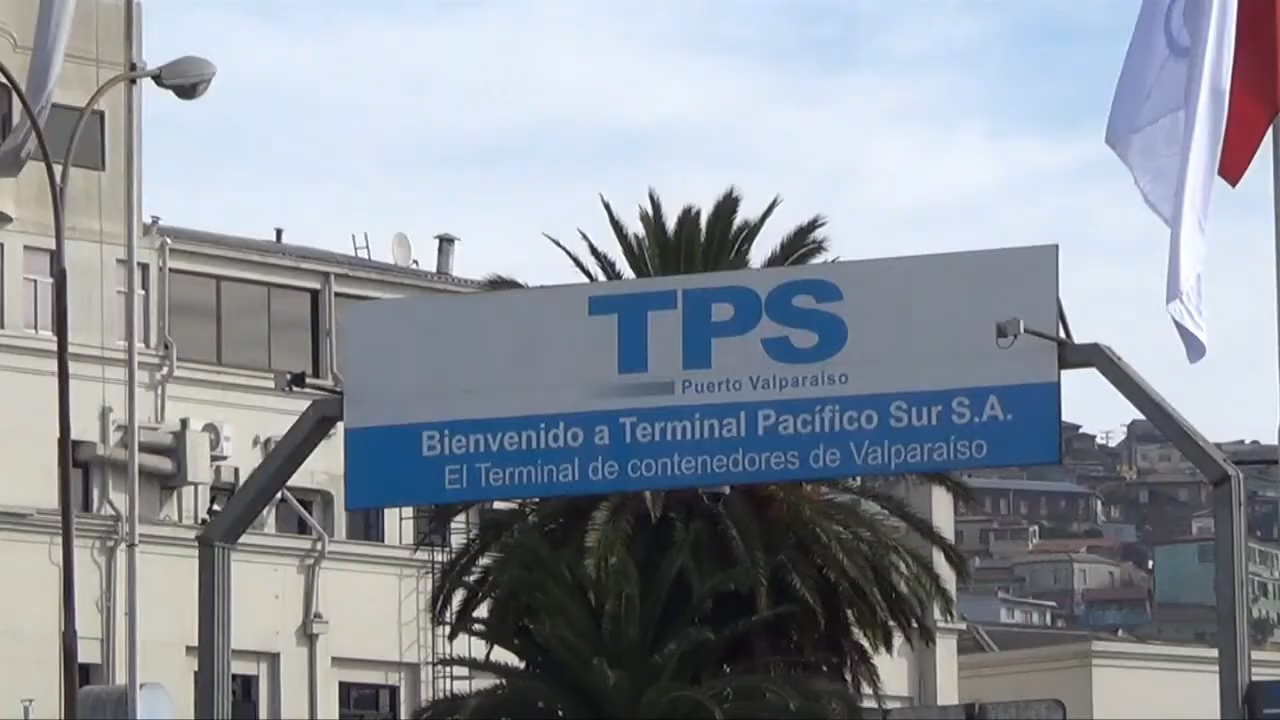 TPS
Puerto Valparaíso
Bienvenido a Terminal Pacífico Sur S.A.
El Terminal de contenedores de Valparaíso